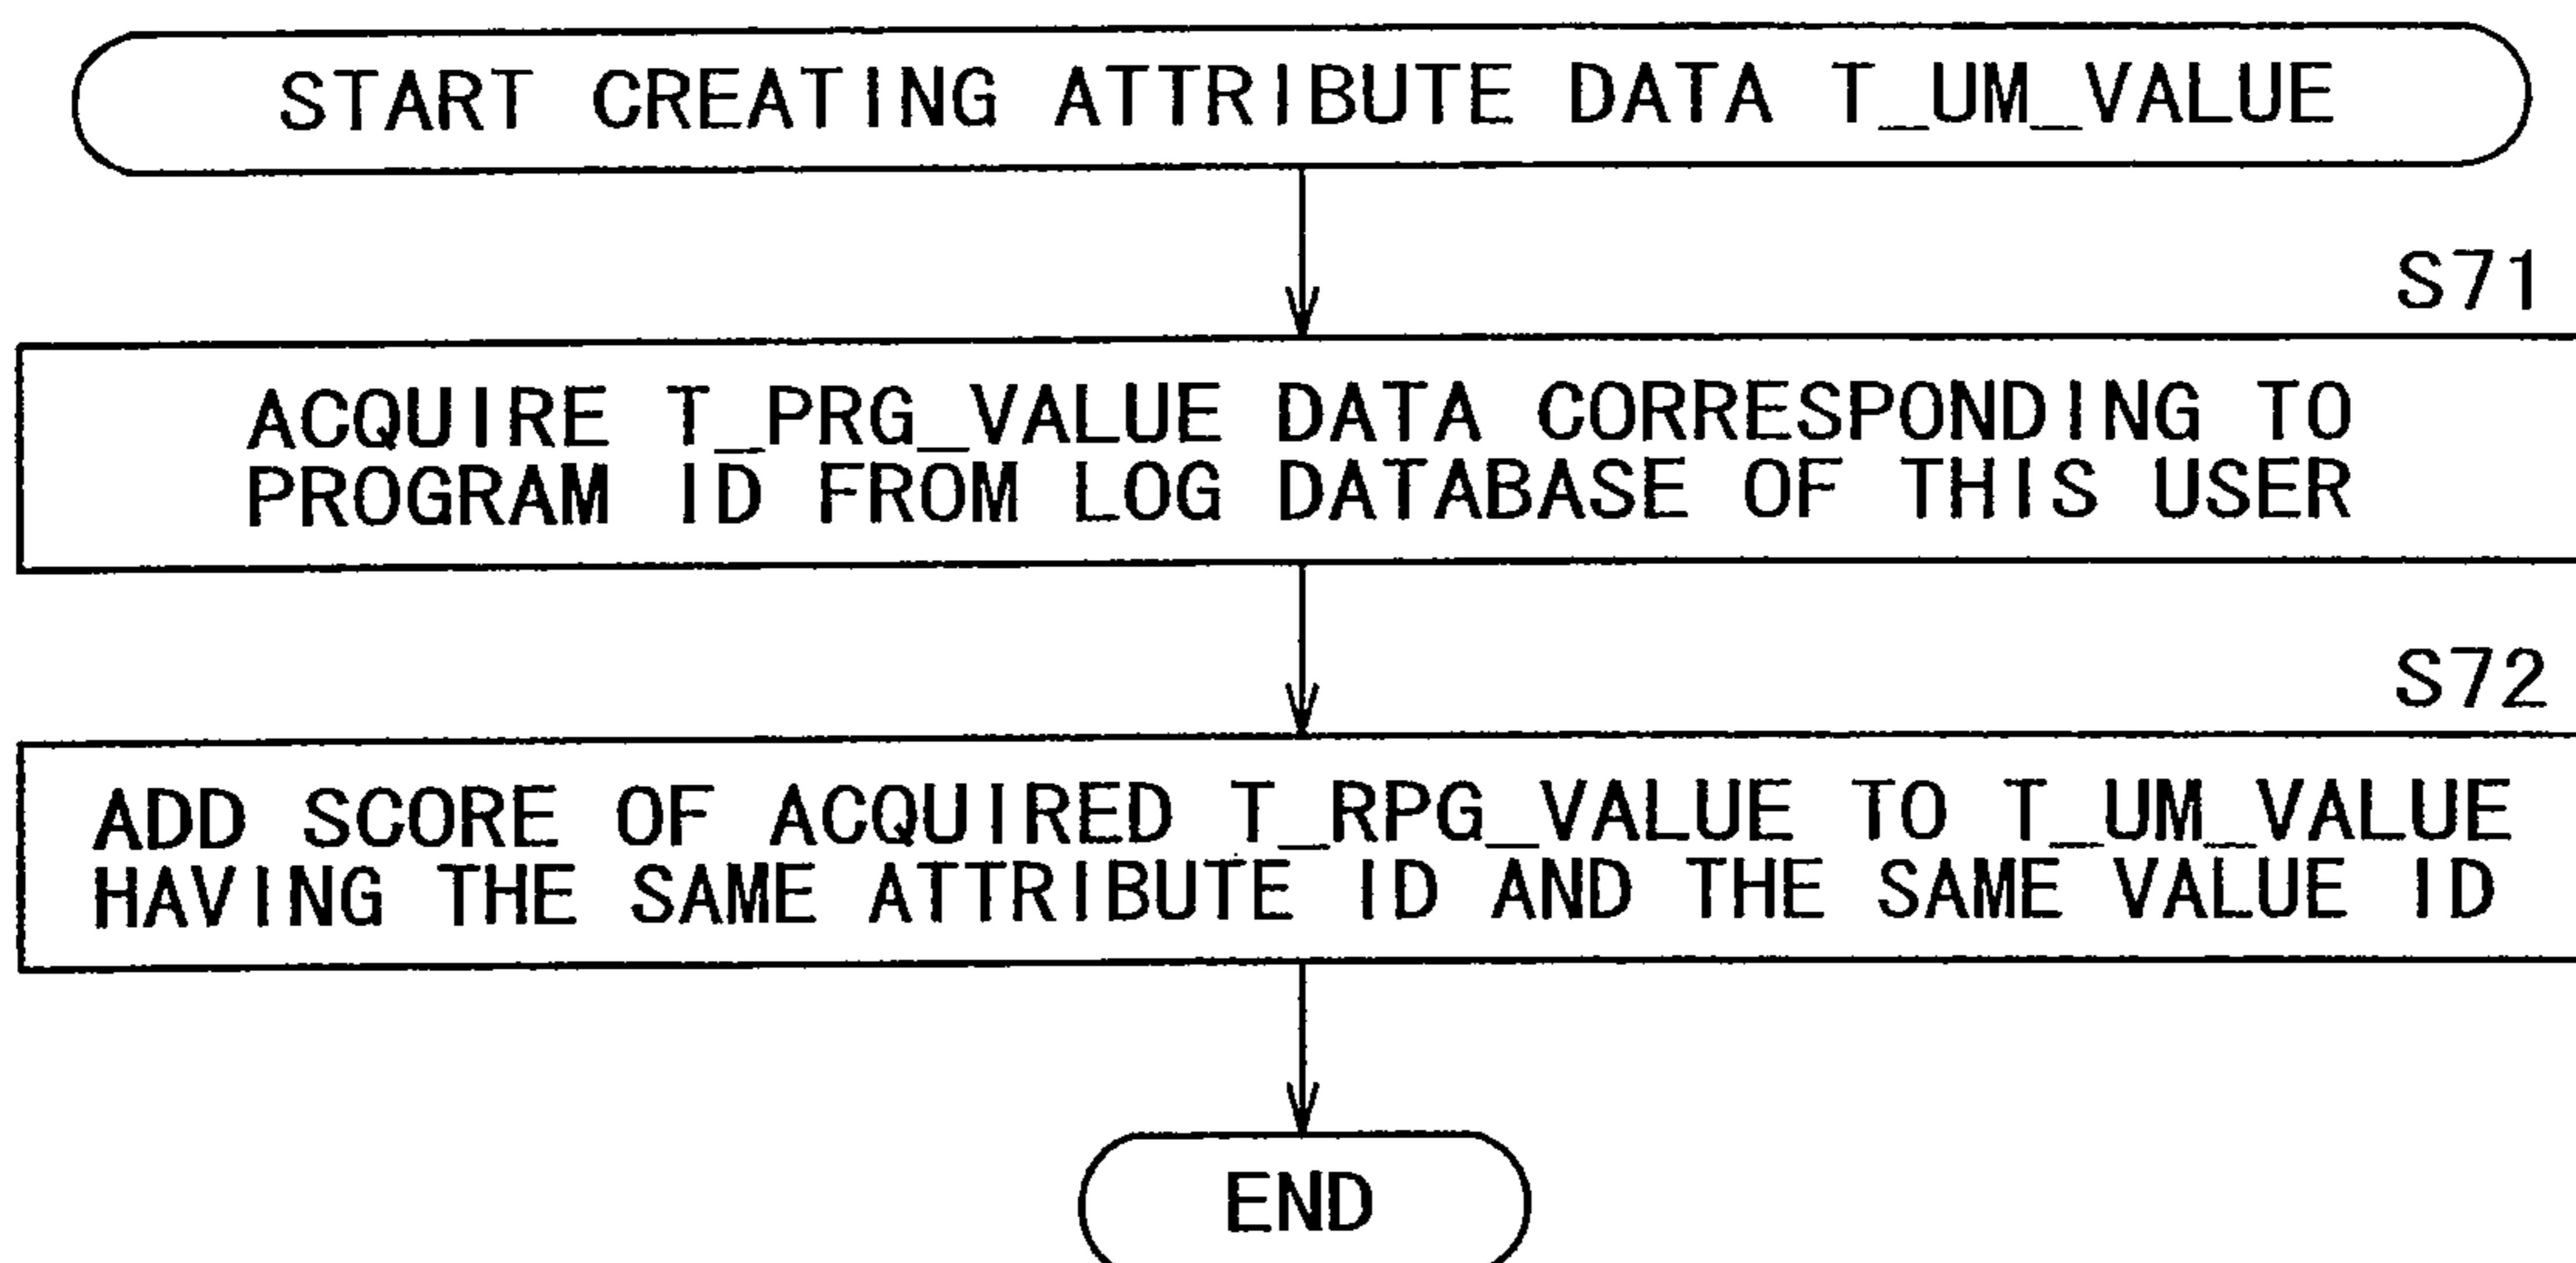 START CREATING ATTRIBUTE DATA T_UM_VALUE
S71
ACQUIRE T_PRG_VALUE DATA CORRESPONDING TO
PROGRAM ID FROM LOG DATABASE OF THIS USER
S72
ADD SCORE OF ACQUIRED T_RPG_VALUE TO T_UM_VALUE
HAVING THE SAME ATTRIBUTE ID AND THE SAME VALUE ID
END